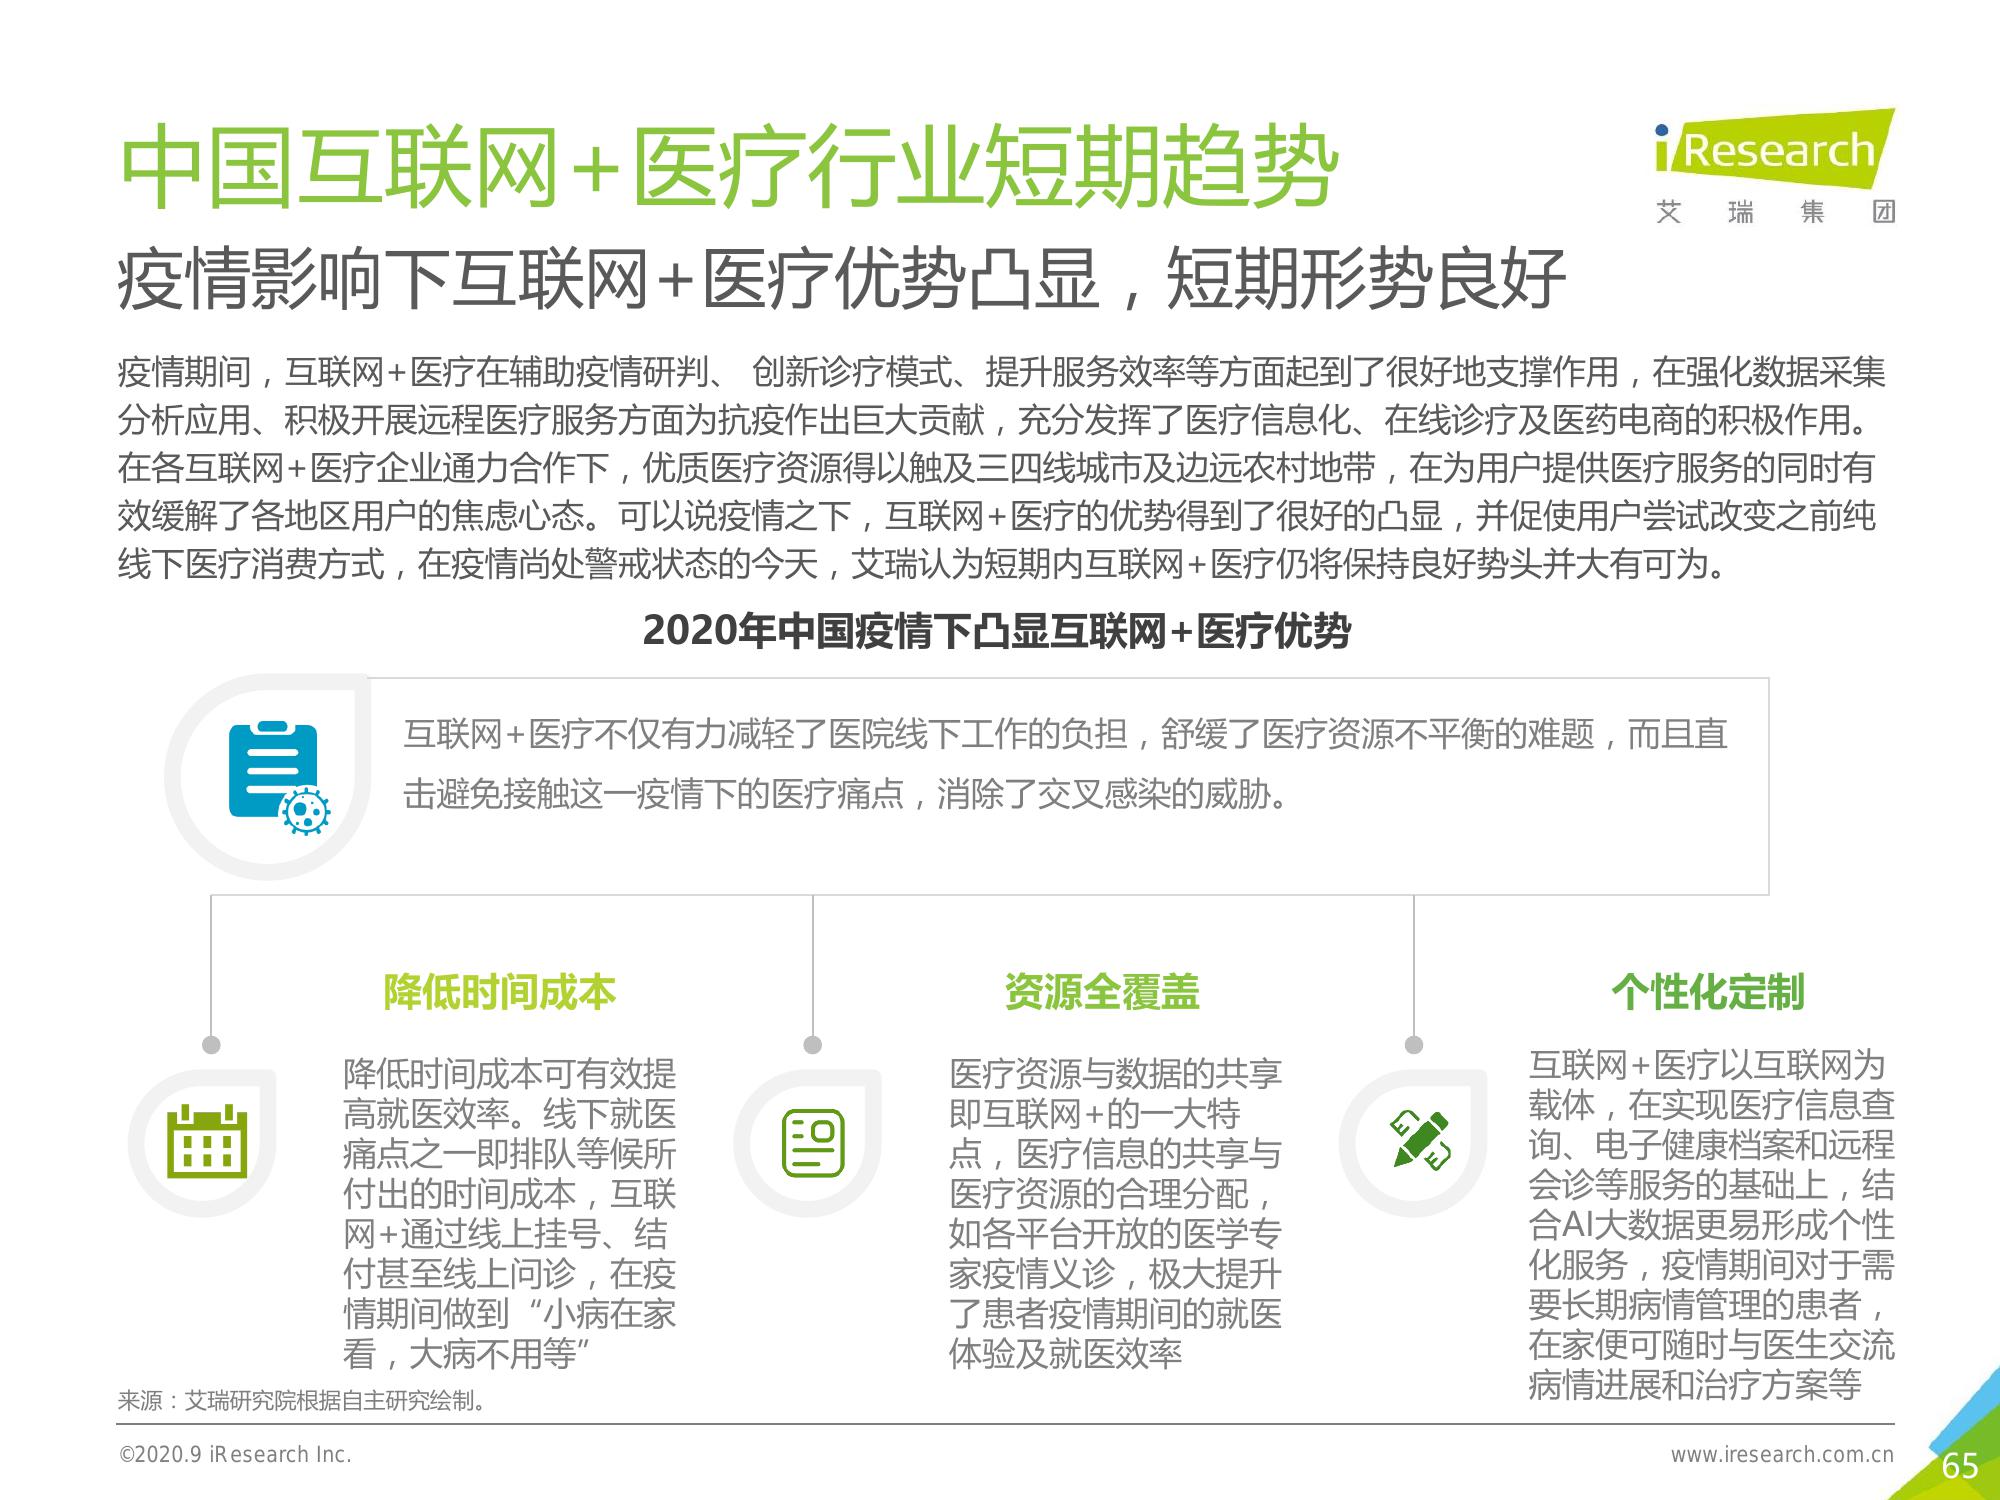 中国互联网+医疗行业短期趋势
iResearch
艾瑞集团
疫情影响下互联网+医疗优势凸显，短期形势良好
疫情期间，互联网+医疗在辅助疫情研判、 创新诊疗模式、提升服务效率等方面起到了很好地支撑作用，在强化数据采集
分析应用、积极开展远程医疗服务方面为抗疫作出巨大贡献，充分发挥了医疗信息化、在线诊疗及医药电商的积极作用。
在各互联网+医疗企业通力合作下，优质医疗资源得以触及三四线城市及边远农村地带，在为用户提供医疗服务的同时有
效缓解了各地区用户的焦虑心态。可以说疫情之下，互联网+医疗的优势得到了很好的凸显，并促使用户尝试改变之前纯
线下医疗消费方式，在疫情尚处警戒状态的今天，艾瑞认为短期内互联网+医疗仍将保持良好势头并大有可为。
2020年中国疫情下凸显互联网+医疗优势
互联网+医疗不仅有力减轻了医院线下工作的负担，舒缓了医疗资源不平衡的难题，而且直
击避免接触这一疫情下的医疗痛点，消除了交叉感染的威胁。
降低时间成本
降低时间成本可有效提
高就医效率。线下就医
痛点之一即排队等候所
付出的时间成本，互联
网+通过线上挂号、结
付甚至线上问诊，在疫
情期间做到“小病在家
看，大病不用等”
资源全覆盖
医疗资源与数据的共享
即互联网+的一大特
点，医疗信息的共享与
医疗资源的合理分配，
如各平台开放的医学专
家疫情义诊，极大提升
了患者疫情期间的就医
体验及就医效率
个性化定制
互联网+医疗以互联网为
载体，在实现医疗信息查
询、电子健康档案和远程
会诊等服务的基础上，结
合AI大数据更易形成个性
化服务，疫情期间对于需
要长期病情管理的患者，
在家便可随时与医生交流
病情进展和治疗方案等
来源：艾瑞研究院根据自主研究绘制。
©2020.9 iResearch Inc.
www.iresearch.com.cn
65